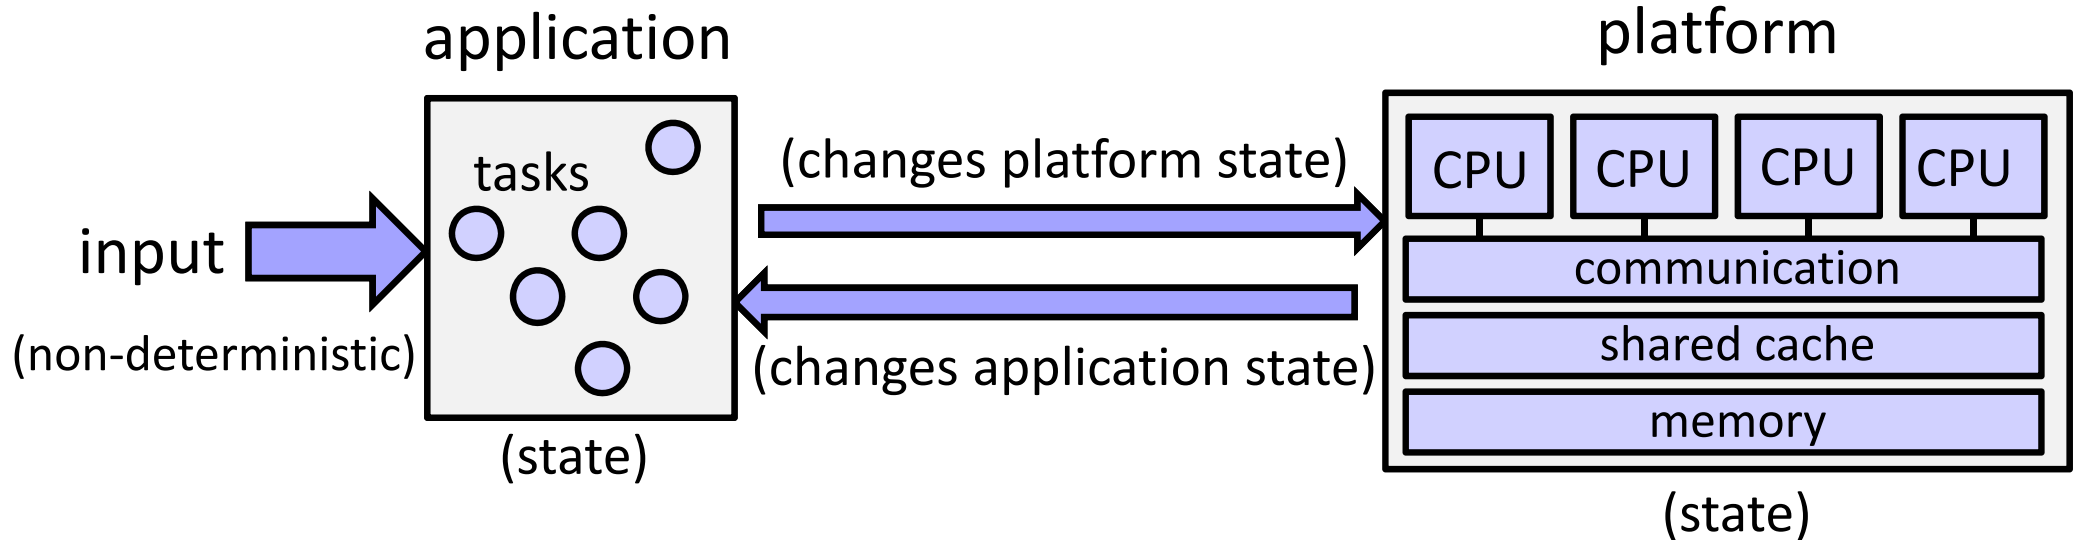 application
platform
tasks
(changes platform state)
CPU
CPU
CPU
CPU
input
communication
(non-deterministic)
(changes application state)
shared cache
memory
(state)
(state)